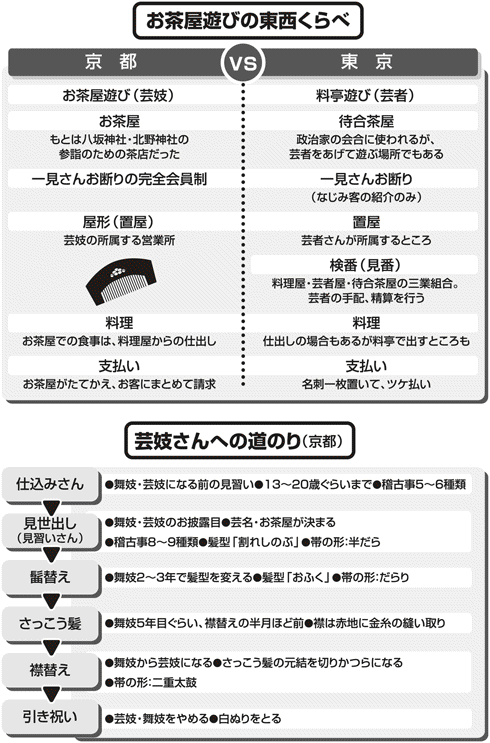 お茶屋遊びの東西くらべ
京都
VS
東京
お茶屋遊び(芸妓)
料亭遊び(芸者)
お茶屋
もとは八坂神社・北野神社の
参詣のための茶店だった
待合茶屋
政治家の会合に使われるが、
芸者をあげて遊ぶ場所でもある
一見さんお断りの完全会員制
一見さんお断り
(なじみ客の紹介のみ)
屋形(置屋)
芸妓の所属する営業所
置屋
芸者さんが所属するところ
検番(見番)
料理屋・芸者屋・待合茶屋の三業組合。
芸者の手配、精算を行う
料理
お茶屋での食事は、料理屋からの仕出し
料理
仕出しの場合もあるが料亭で出すところも
支払い
お茶屋がたてかえ、お客にまとめて請求
支払い
名刺一枚置いて、ツケ払い
芸妓さんへの道のり(京都)
仕込みさん
●舞妓・芸妓になる前の見習い●13〜20歳ぐらいまで●稽古事5〜6種類
見世出し
(見習いさん)
●舞妓・芸妓のお披露目●芸名・お茶屋が決まる
●稽古事8〜9種類●髪型「割れしのぶ」●帯の形:半だら
髷替え
●舞妓2〜3年で髪型を変える●髪型「おふく」●帯の形:だらり
さっこう髪
●舞妓5年目ぐらい、襟替えの半月ほど前●襟は赤地に金糸の縫い取り
襟替え
●舞妓から芸妓になる●さっこう髪の元結を切りかつらになる
●帯の形:二重太鼓
引き祝い
●芸妓・舞妓をやめる●白ぬりをとる